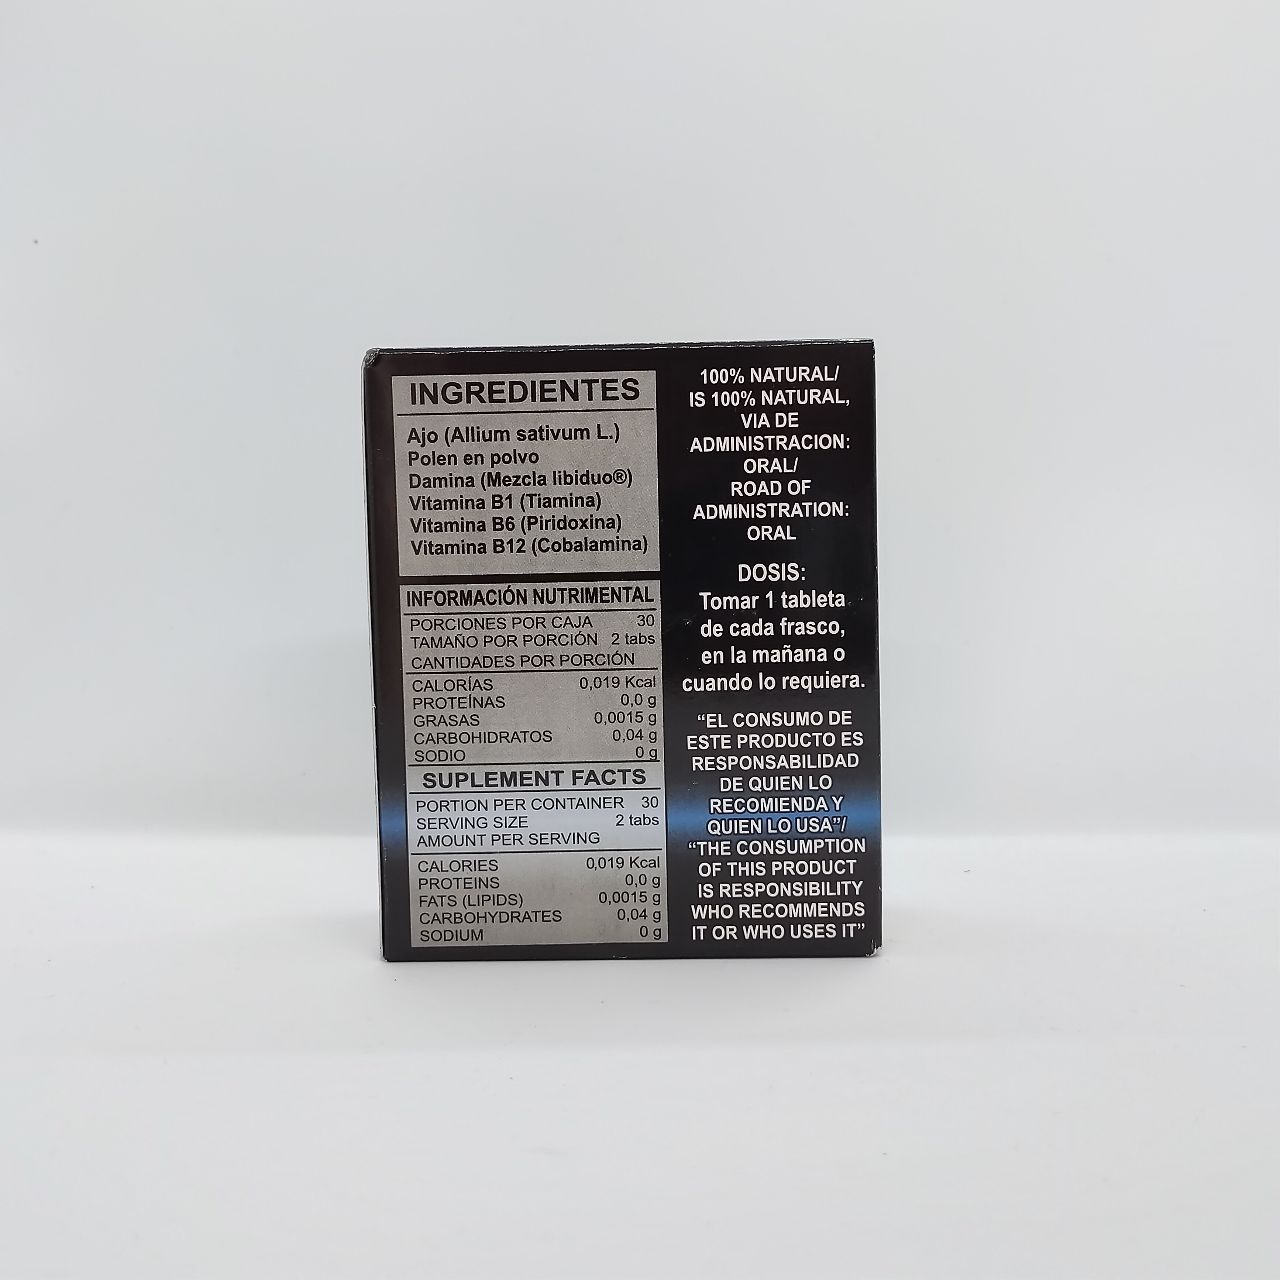 INGREDIENTES
Ajo (Allium sativum L.)
Polen en polvo
Damina (Mezcla libiduo®)
Vitamina B1 (Tiamina)
Vitamina B6 (Piridoxina)
Vitamina B12 (Cobalamina)
INFORMACIÓN NUTRIMENTAL
PORCIONES POR CAJA 30
TAMAÑO POR PORCIÓN 2 tabs
CANTIDADES POR PORCIÓN
CALORÍAS 0,019 Kcal
PROTEÍNAS 0,0 g
GRASAS 0,0015 g
CARBOHIDRATOS 0,04 g
SODIO 0 g
SUPLEMENT FACTS
PORTION PER CONTAINER 30
SERVING SIZE 2 tabs
AMOUNT PER SERVING
CALORIES 0,019 Kcal
PROTEINS 0,0 g
FATS (LIPIDS) 0,0015 g
CARBOHYDRATES 0,04 g
SODIUM 0 g
100% NATURAL/
IS 100% NATURAL,
VIA DE
ADMINISTRACION:
ORAL/
ROAD OF
ADMINISTRATION:
ORAL
DOSIS:
Tomar 1 tableta
de cada frasco,
en la mañana o
cuando lo requiera.
“EL CONSUMO DE
ESTE PRODUCTO ES
RESPONSABILIDAD
DE QUIEN LO
RECOMIENDA Y
QUIEN LO USA”/
“THE CONSUMPTION
OF THIS PRODUCT
IS RESPONSIBILITY
WHO RECOMMENDS
IT OR WHO USES IT”